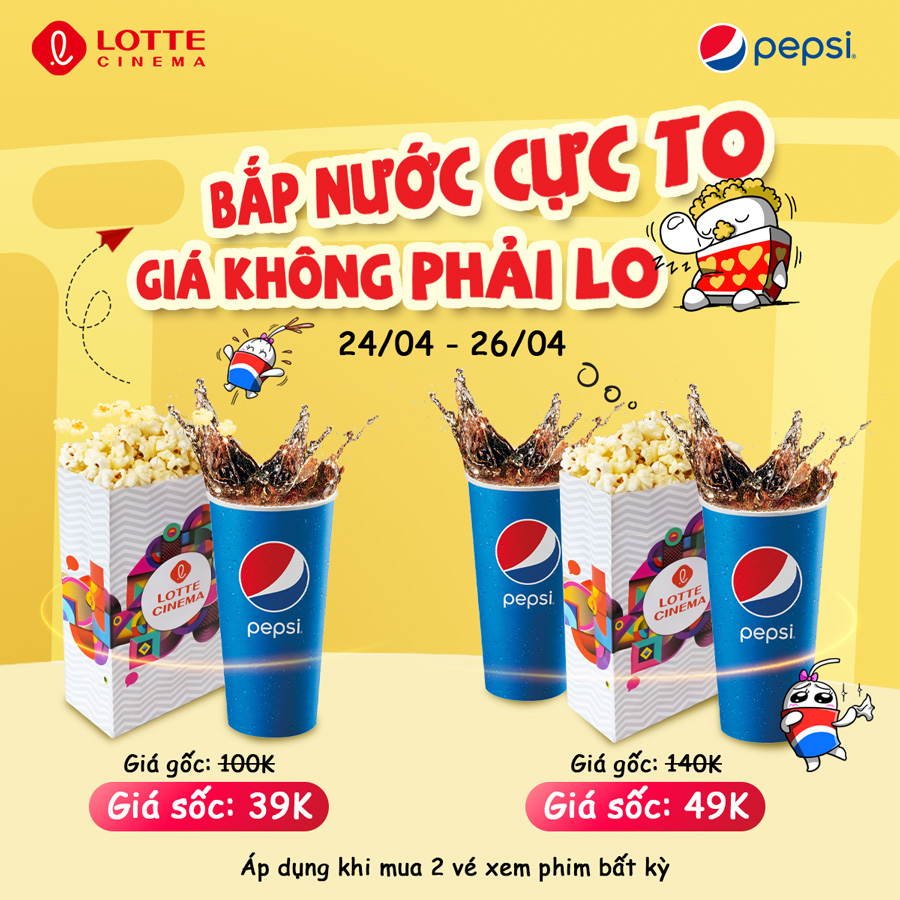 LOTTE
CINEMA
pepsi
BẮP NƯỚC CỰC TO
GIÁ KHÔNG PHẢI LO
zzz
24/04 - 26/04
LOTTE
CINEMA
pepsi
pepsi
LOTTE
CINEMA
pepsi
Giá gốc: 100K
Giá sốc: 39K
Giá gốc: 140K
Giá sốc: 49K
Áp dụng khi mua 2 vé xem phim bất kỳ